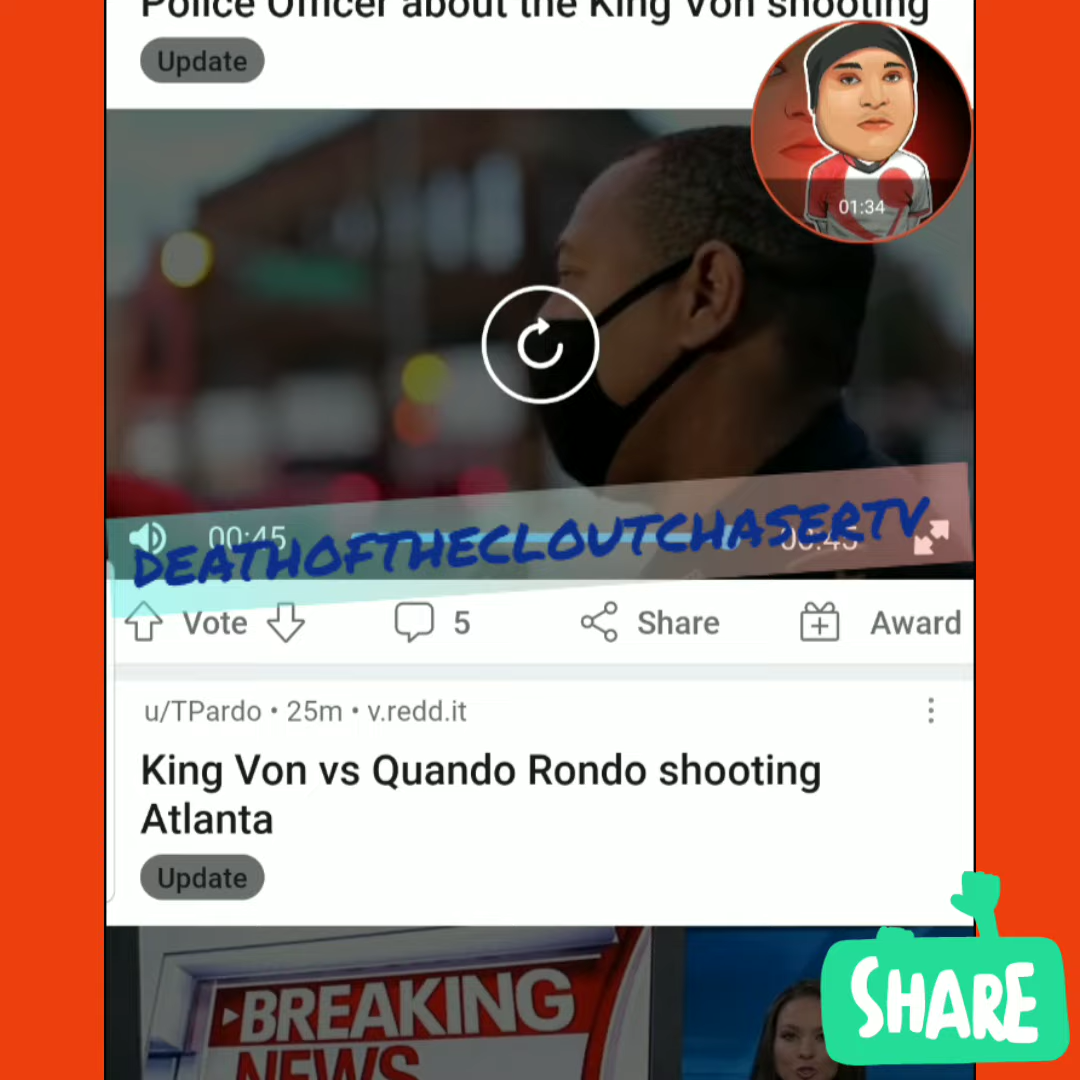 Police Officer about the King Von shooting
Update
01:34
00:45
00:45
DEATHOFTHECLOUTCHASERTV
Vote
5
Share
Award
u/TPardo • 25m • v.redd.it
King Von vs Quando Rondo shooting
Atlanta
Update
BREAKING
NEWS
SHARE